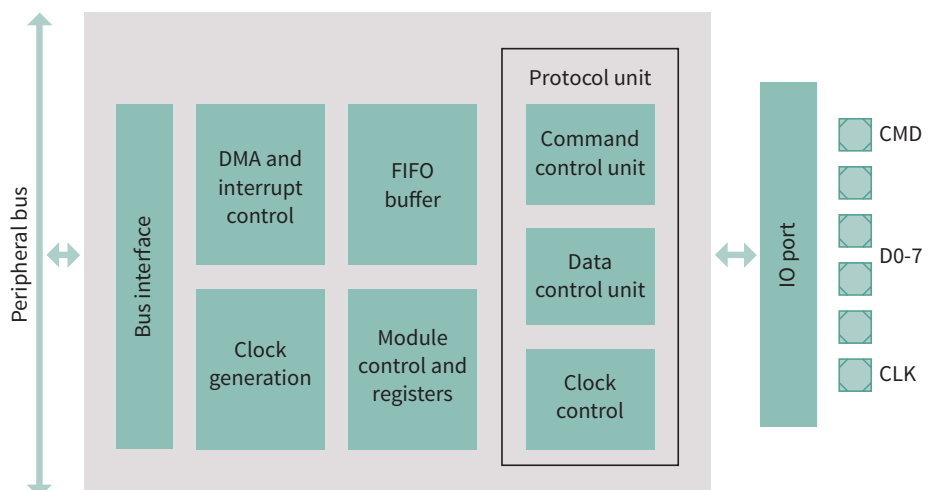 Peripheral bus
Bus interface
DMA and
interrupt
control
FIFO
buffer
Clock
generation
Module
control and
registers
Protocol unit
Command
control unit
Data
control unit
Clock
control
IO port
CMD
D0-7
CLK